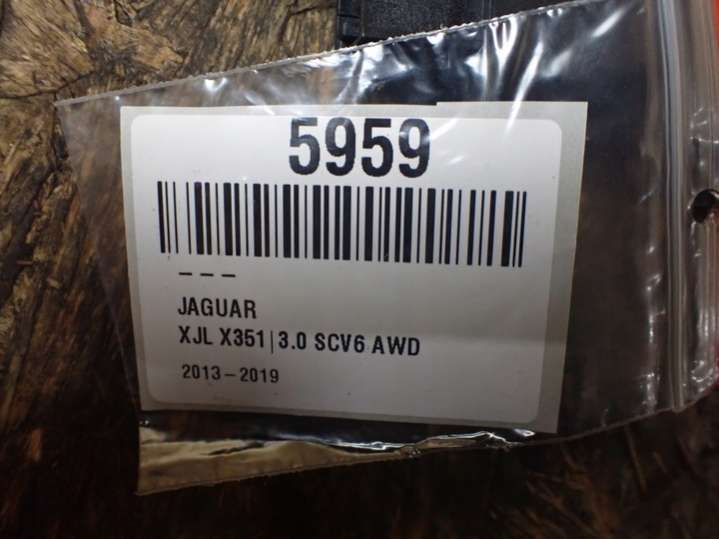 5959
– – –
JAGUAR
XJL X351|3.0 SCV6 AWD
2013–2019